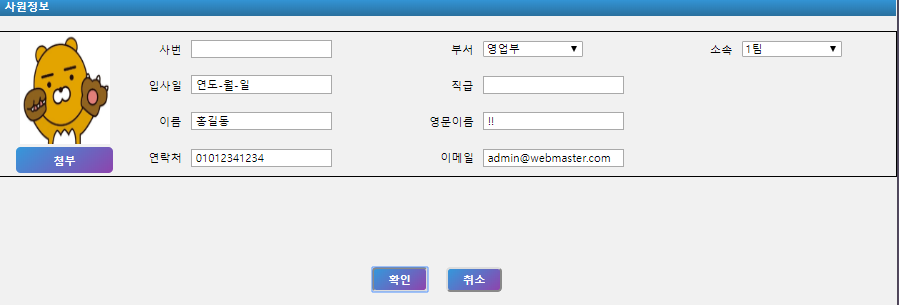 사원정보
사번 부서 영업부 소속 1팀
입사일 연도-월-일 직급
이름 홍길동 영문이름 !!
첨부 연락처 01012341234 이메일 admin@webmaster.com
확인 취소